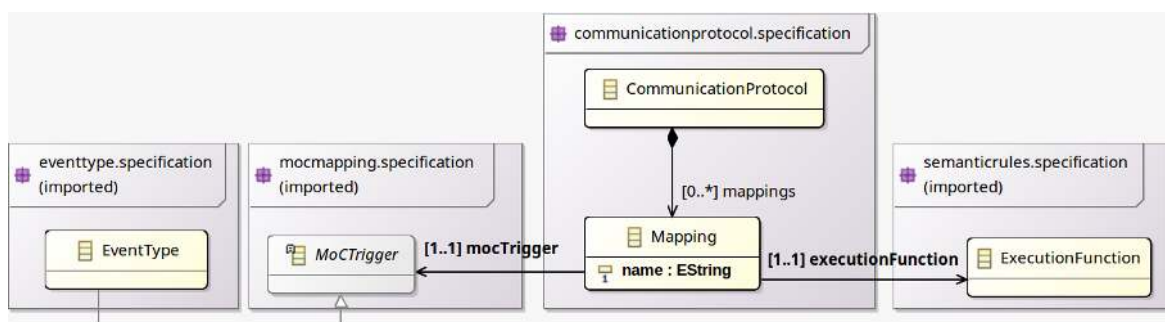 communicationprotocol.specification
CommunicationProtocol
eventtype.specification
(imported)
mocmapping.specification
(imported)
semanticrules.specification
(imported)
[0..*] mappings
EventType
MoCTrigger
[1..1] mocTrigger
Mapping
name : EString
[1..1] executionFunction
ExecutionFunction